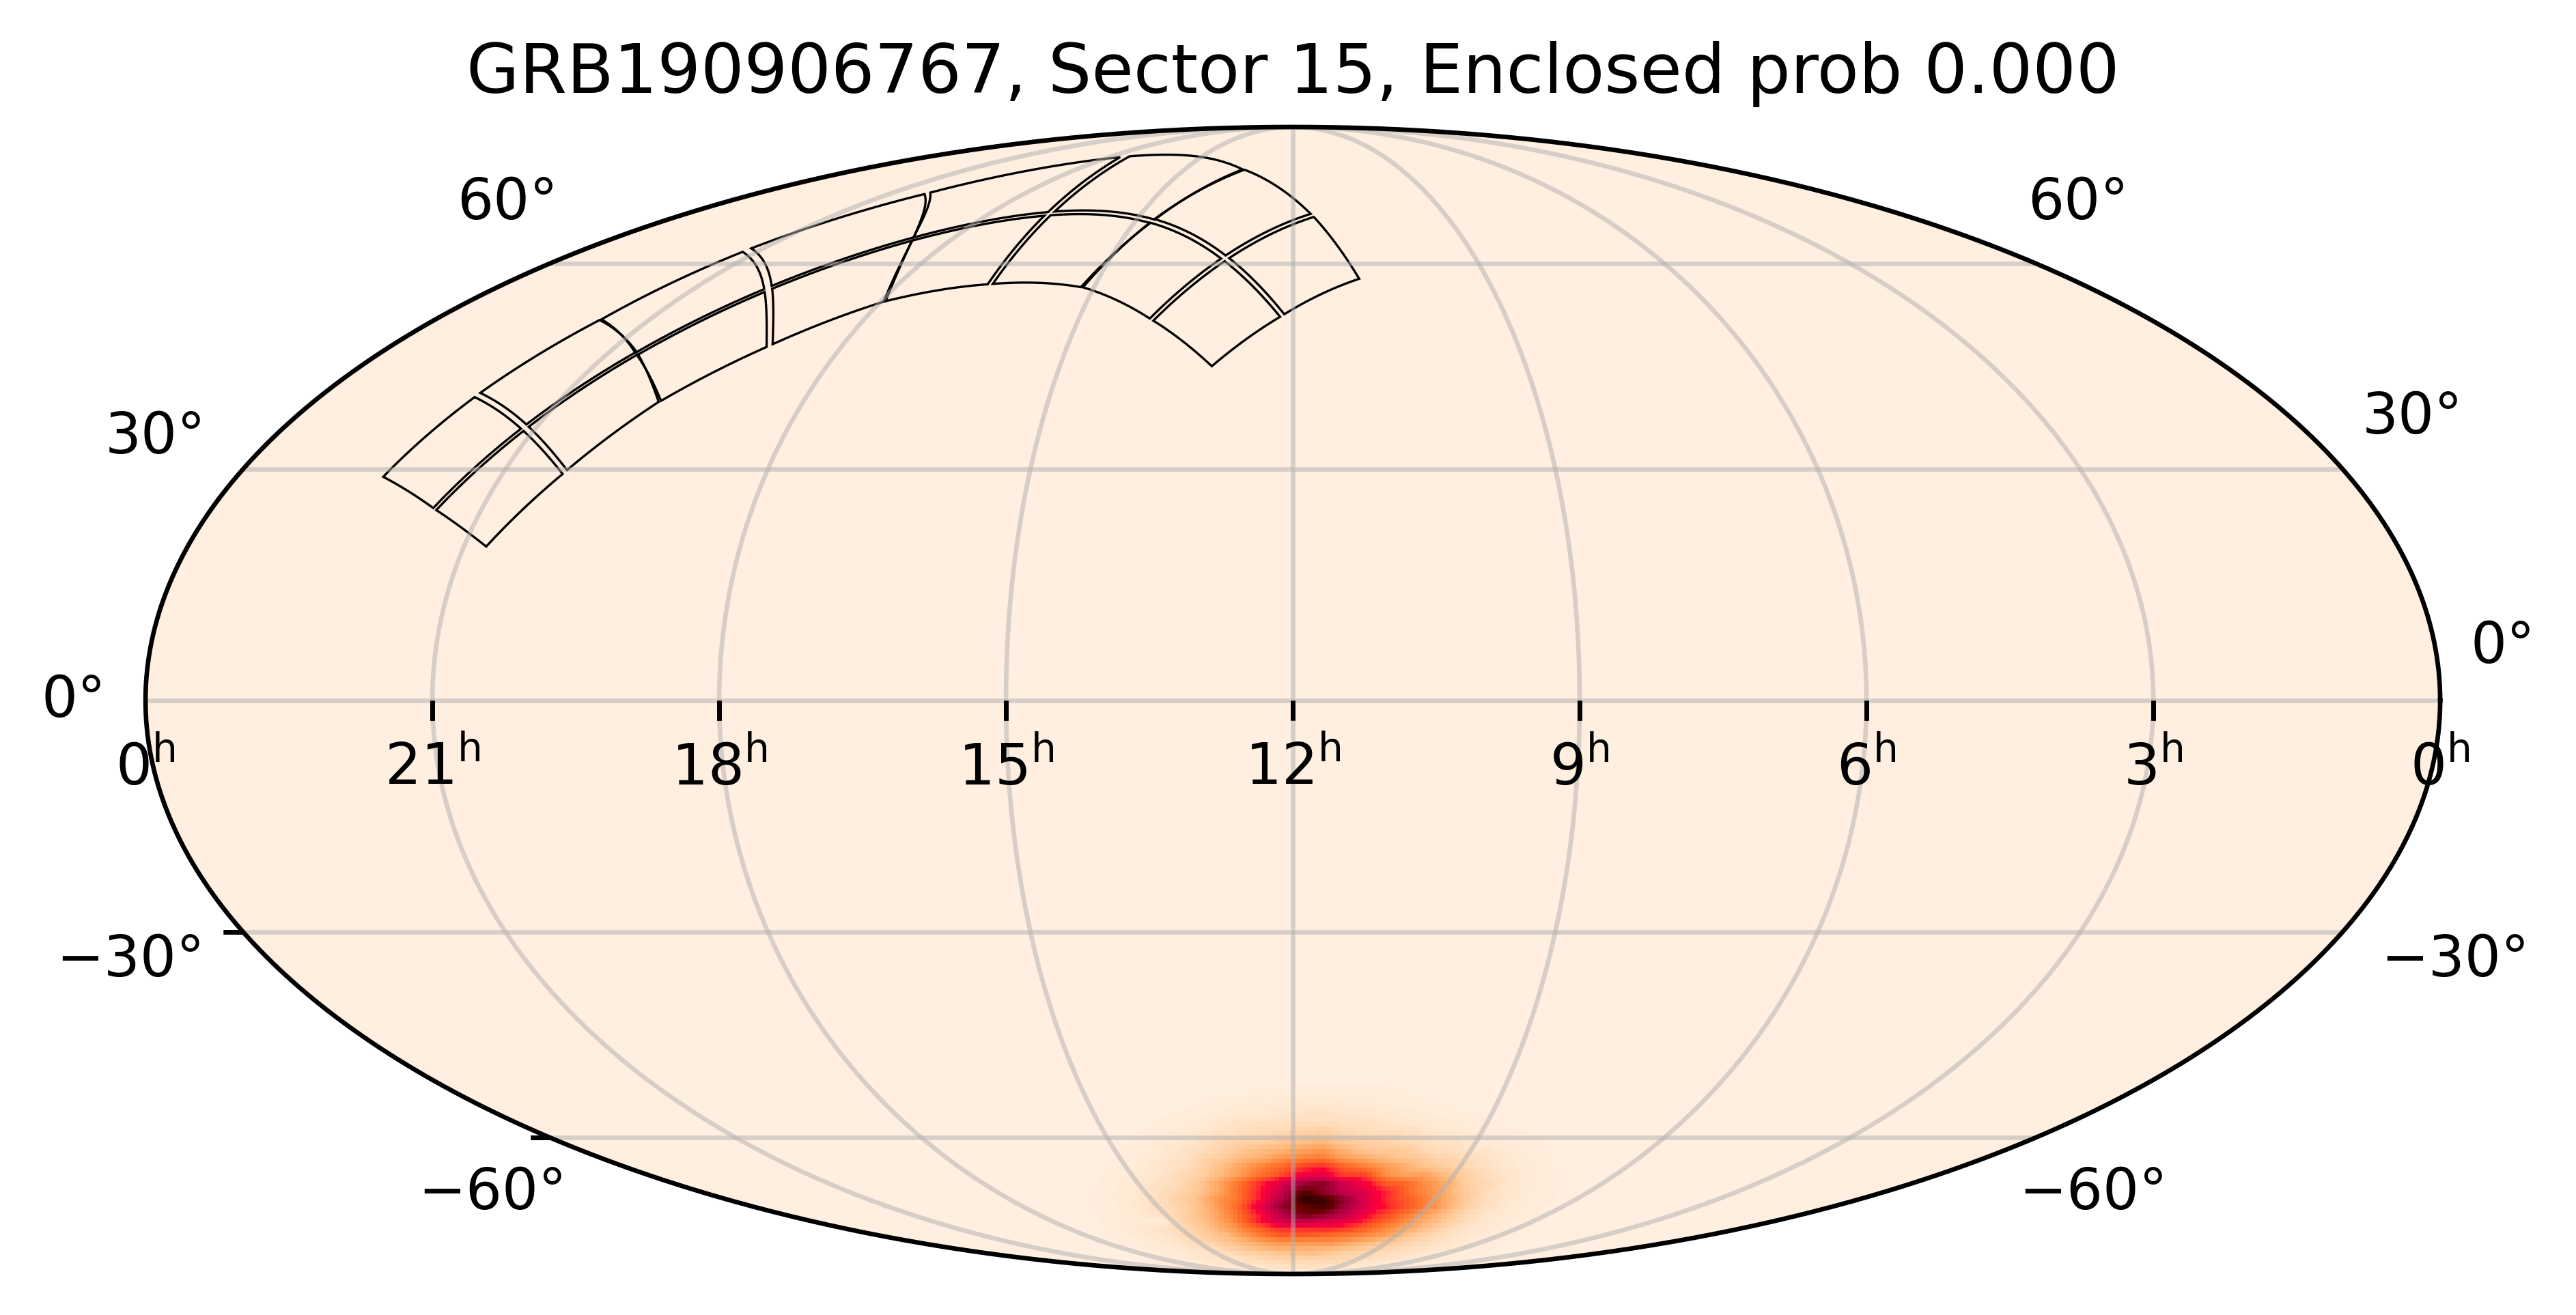 GRB190906767, Sector 15, Enclosed prob 0.000
60° 60°
30° 30°
0° 0°
0h 21h 18h 15h 12h 9h 6h 3h 0h
−30° −30°
−60° −60°